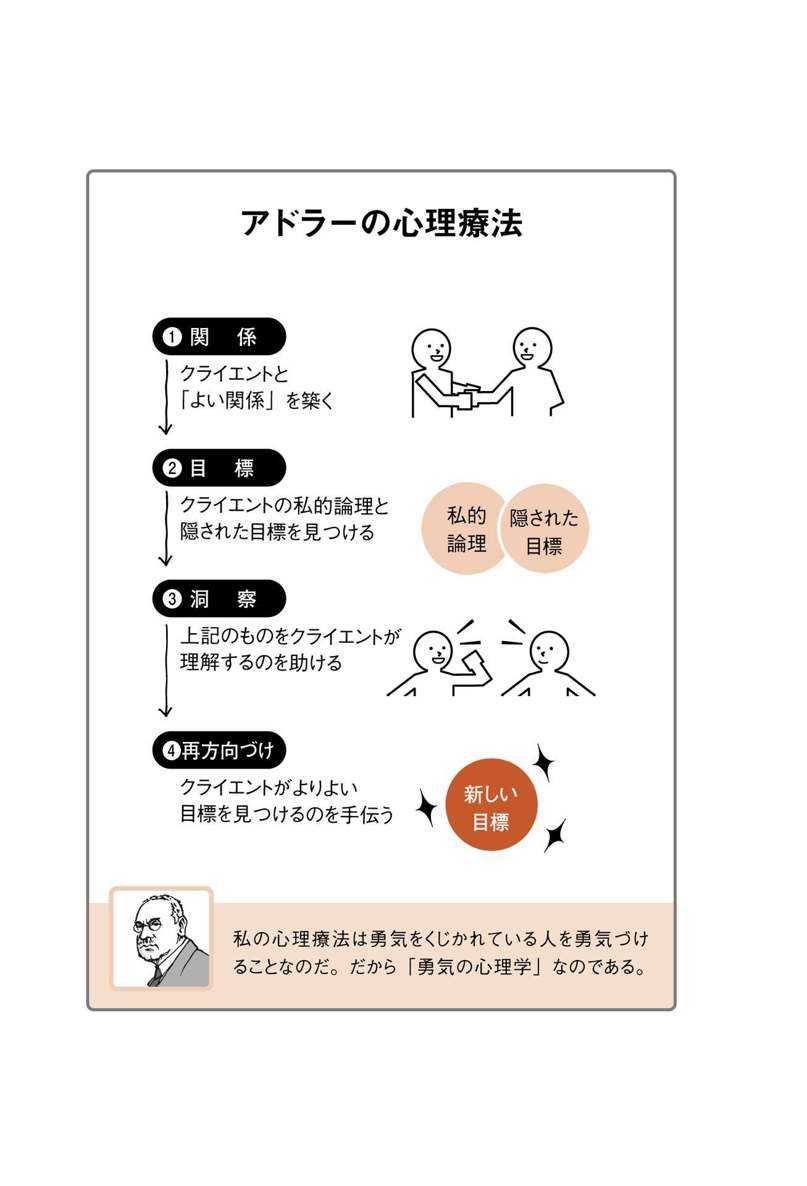 アドラーの心理療法
❶ 関 係
クライエントと
「よい関係」を築く
❷ 目 標
クライエントの私的論理と
隠された目標を見つける
私的
論理
隠された
目標
❸ 洞 察
上記のものをクライエントが
理解するのを助ける
❹再方向づけ
クライエントがよりよい
目標を見つけるのを手伝う
新しい
目標
私の心理療法は勇気をくじかれている人を勇気づけ
ることなのだ。だから「勇気の心理学」なのである。